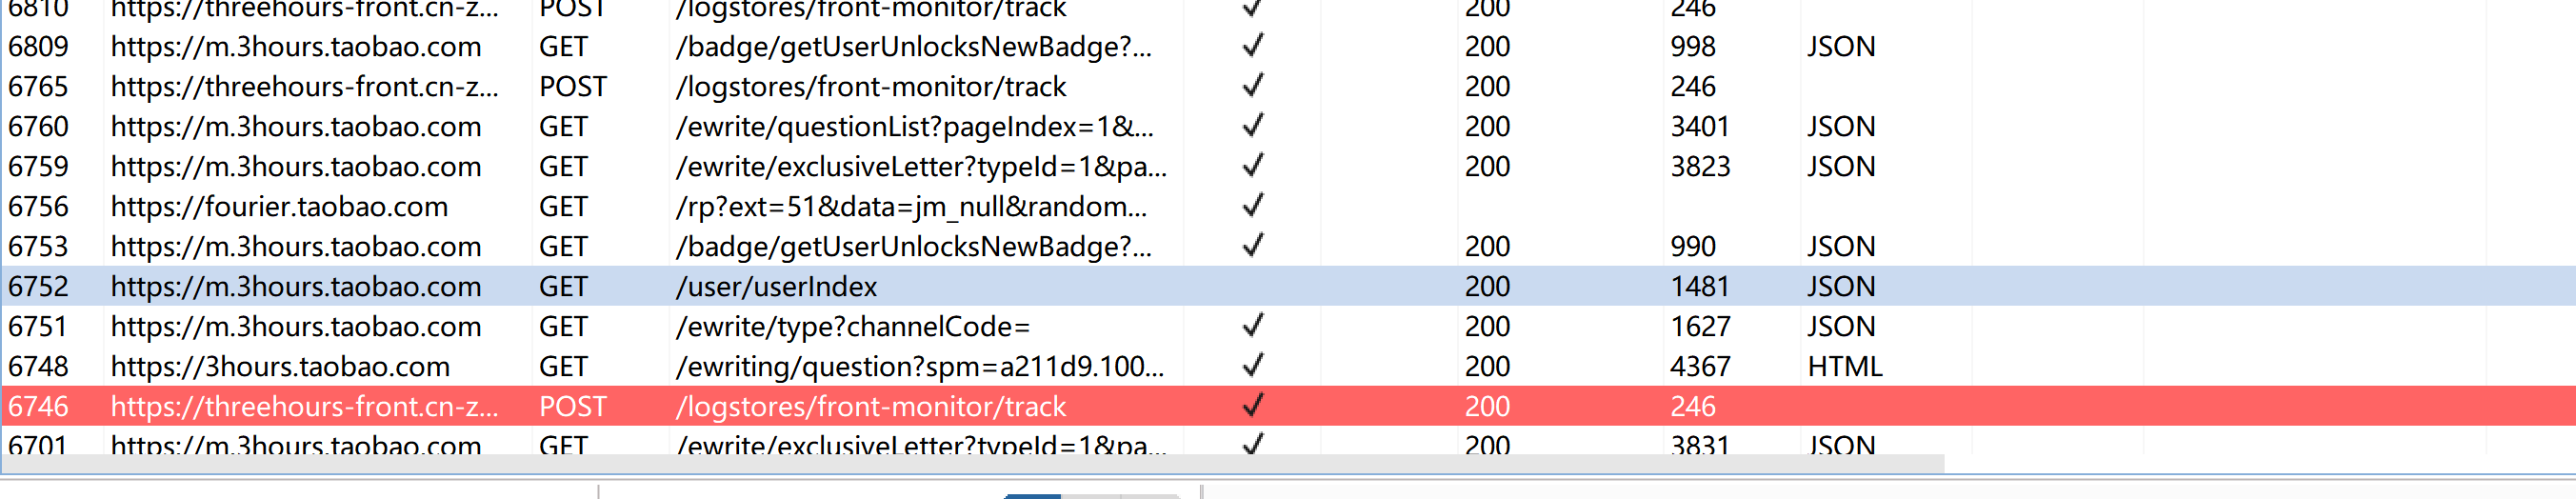 6810 https://threehours-front.cn-z... POST /logstores/front-monitor/track ✓ 200 246
6809 https://m.3hours.taobao.com GET /badge/getUserUnlocksNewBadge?... ✓ 200 998 JSON
6765 https://threehours-front.cn-z... POST /logstores/front-monitor/track ✓ 200 246
6760 https://m.3hours.taobao.com GET /ewrite/questionList?pageIndex=1&... ✓ 200 3401 JSON
6759 https://m.3hours.taobao.com GET /ewrite/exclusiveLetter?typeId=1&pa... ✓ 200 3823 JSON
6756 https://fourier.taobao.com GET /rp?ext=51&data=jm_null&random... ✓
6753 https://m.3hours.taobao.com GET /badge/getUserUnlocksNewBadge?... ✓ 200 990 JSON
6752 https://m.3hours.taobao.com GET /user/userIndex 200 1481 JSON
6751 https://m.3hours.taobao.com GET /ewrite/type?channelCode= ✓ 200 1627 JSON
6748 https://3hours.taobao.com GET /ewriting/question?spm=a211d9.100... ✓ 200 4367 HTML
6746 https://threehours-front.cn-z... POST /logstores/front-monitor/track ✓ 200 246
6701 https://m.3hours.taobao.com GET /ewrite/exclusiveLetter?typeId=1&pa... ✓ 200 3831 JSON